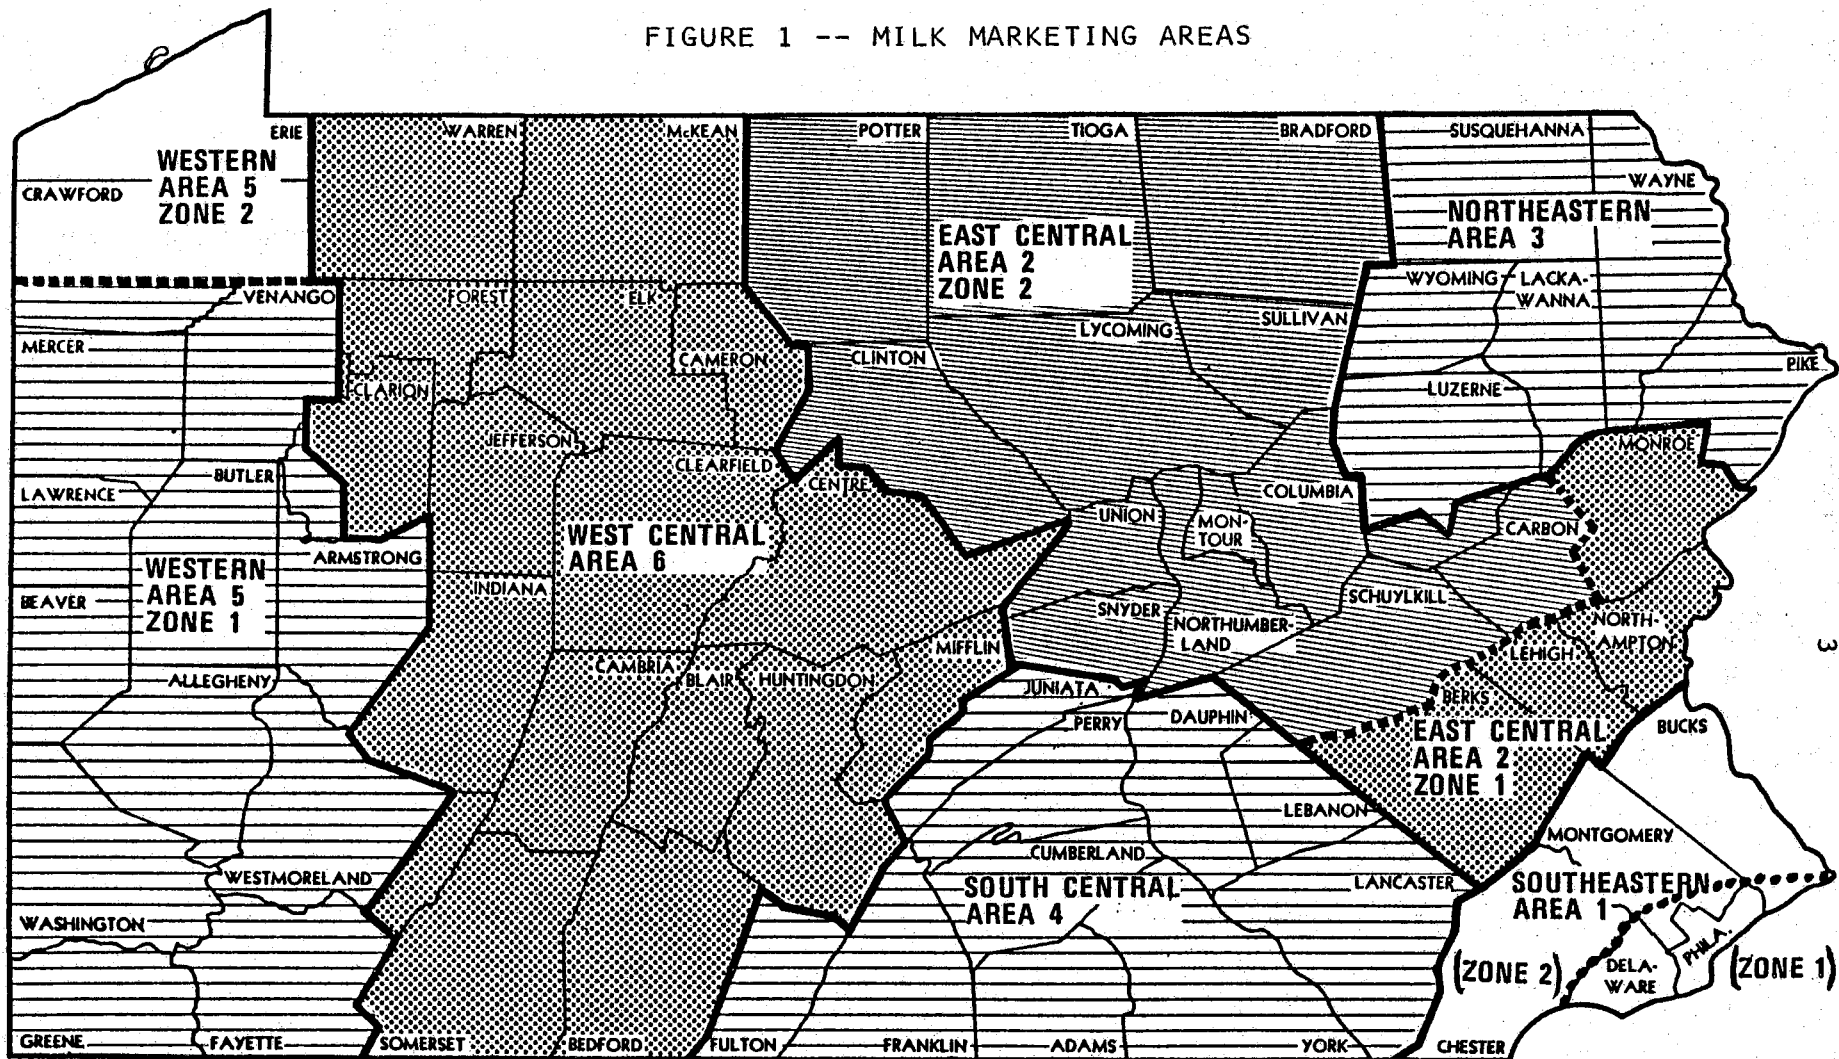 FIGURE 1 -- MILK MARKETING AREAS
ERIE
WARREN
McKEAN
POTTER
TIOGA
BRADFORD
SUSQUEHANNA
CRAWFORD
WESTERN
AREA 5
ZONE 2
WAYNE
NORTHEASTERN
AREA 3
EAST CENTRAL
AREA 2
ZONE 2
WYOMING
LACKA-
WANNA
VENANGO
FOREST
ELK
SULLIVAN
LYCOMING
MERCER
CAMERON
CLINTON
PIKE
CLARION
LUZERNE
JEFFERSON
MONROE
CLEARFIELD
BUTLER
LAWRENCE
CENTRE
COLUMBIA
UNION
MON-
TOUR
CARBON
WEST CENTRAL
AREA 6
ARMSTRONG
WESTERN
AREA 5
ZONE 1
INDIANA
BEAVER
SCHUYLKILL
SNYDER
NORTHUMBER-
LAND
NORTH-
AMPTON
LEHIGH
3
MIFFLIN
CAMBRIA
BLAIR
HUNTINGDON
ALLEGHENY
JUNIATA
BERKS
PERRY
DAUPHIN
EAST CENTRAL
AREA 2
ZONE 1
BUCKS
LEBANON
MONTGOMERY
CUMBERLAND
WESTMORELAND
SOUTH CENTRAL
AREA 4
LANCASTER
SOUTHEASTERN
AREA 1
WASHINGTON
PHILA.
(ZONE 2)
DELA-
WARE
(ZONE 1)
GREENE
FAYETTE
SOMERSET
BEDFORD
FULTON
FRANKLIN
ADAMS
YORK
CHESTER